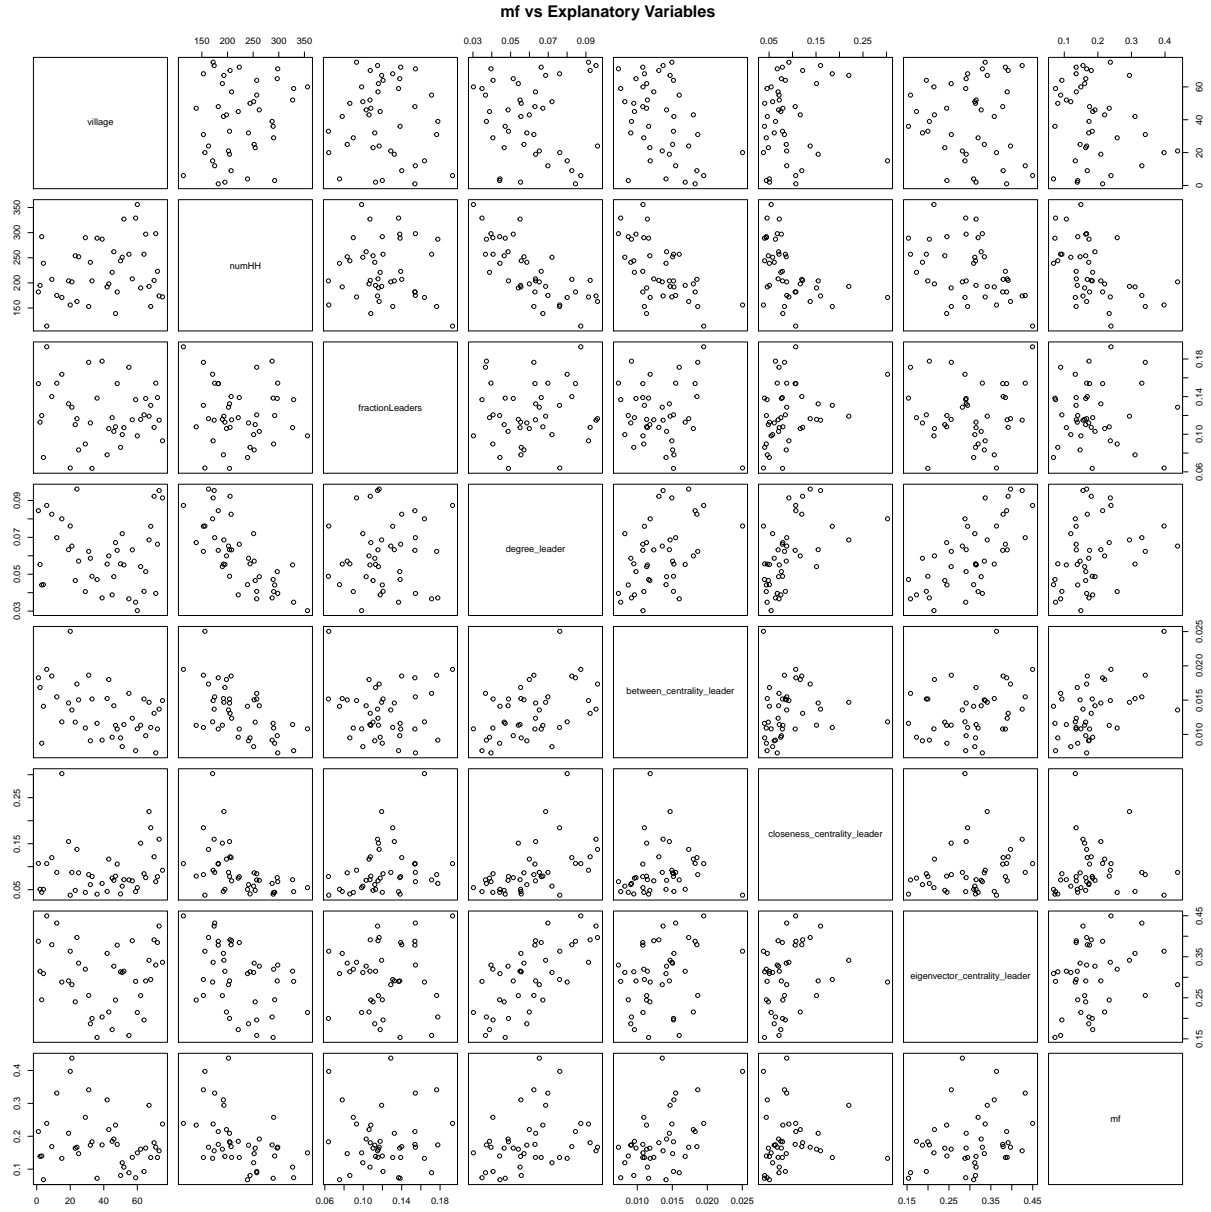 mf vs Explanatory Variables
150 200 250 300 350
0.03 0.05 0.07 0.09
0.05 0.15 0.25
0.1 0.2 0.3 0.4
village
0 20 40 60
150 200 250 300 350
numHH
fractionLeaders
0.06 0.10 0.14 0.18
0.03 0.05 0.07 0.09
degree_leader
between_centrality_leader
0.010 0.015 0.020 0.025
0.05 0.15 0.25
closeness_centrality_leader
eigenvector_centrality_leader
0.15 0.25 0.35 0.45
0.1 0.2 0.3 0.4
mf
0 20 40 60
0.06 0.10 0.14 0.18
0.010 0.015 0.020 0.025
0.15 0.25 0.35 0.45